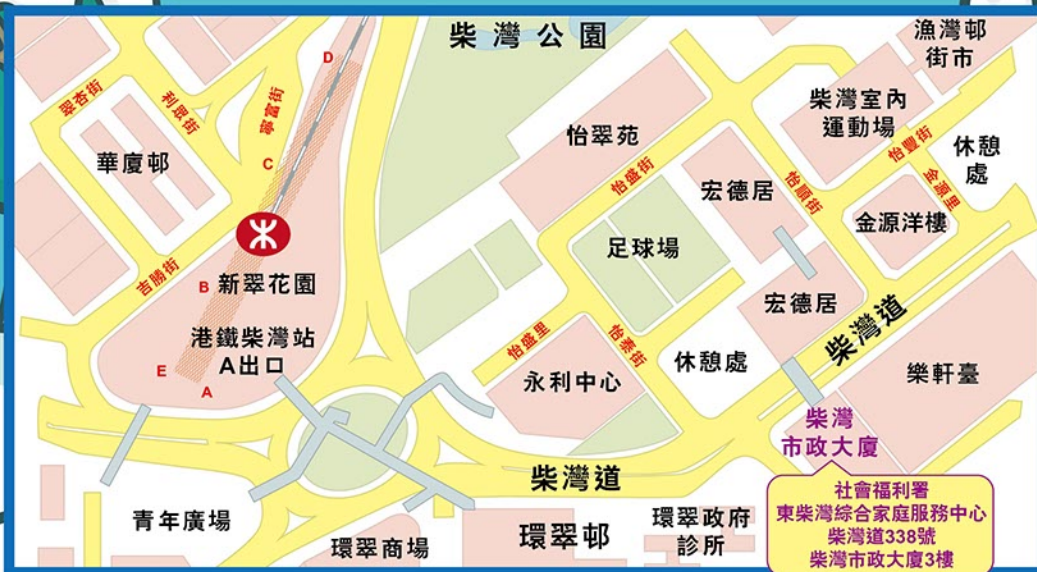 柴灣公園
漁灣邨
街市
D
翠杏街
利眾街
寧富街
柴灣室內
運動場
怡翠苑
怡豐街
休憩
處
華廈邨
C
怡盛街
宏德居
怡順街
金源里
金源洋樓
足球場
吉勝街
B
新翠花園
宏德居
港鐵柴灣站
A出口
怡盛里
怡泰街
柴灣道
E
A
永利中心
休憩處
樂軒臺
柴灣
市政大廈
柴灣道
社會福利署
東柴灣綜合家庭服務中心
柴灣道338號
柴灣市政大廈3樓
青年廣場
環翠商場
環翠邨
環翠政府
診所